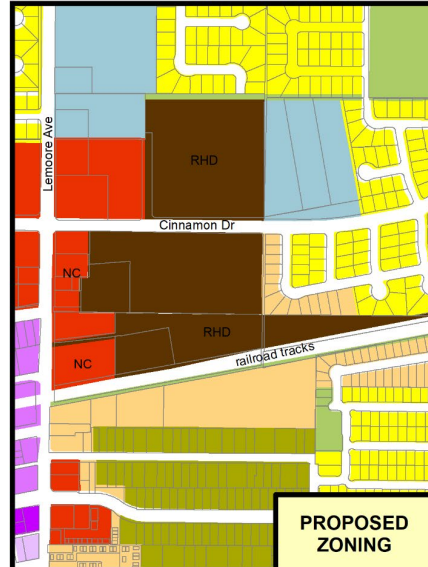 Lemoore Ave
RHD
Cinnamon Dr
NC
RHD
railroad tracks
NC
PROPOSED
ZONING